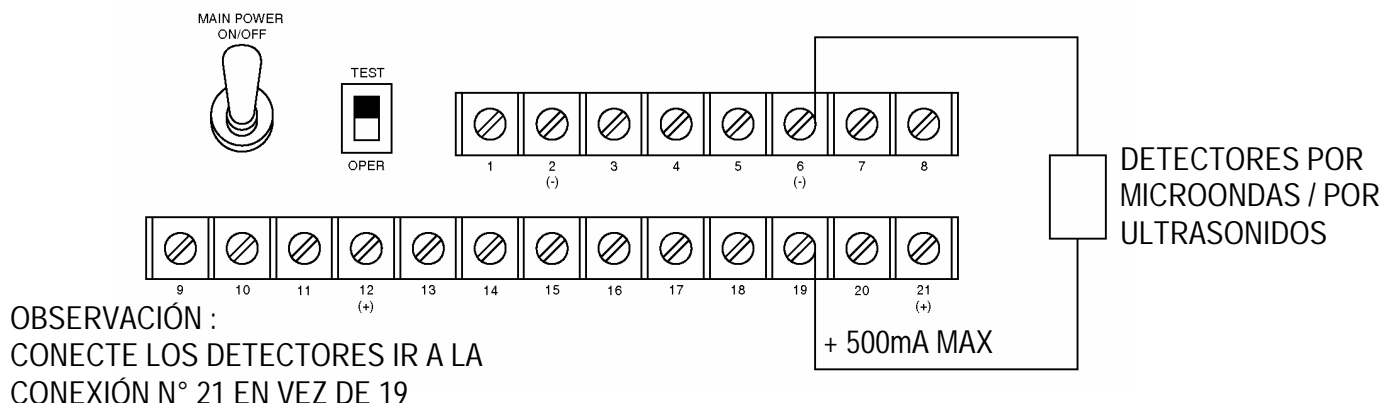 MAIN POWER
ON/OFF
TEST
OPER
1 2 3 4 5 6 7 8
(-) (-)
DETECTORES POR
MICROONDAS / POR
ULTRASONIDOS
9 10 11 12 13 14 15 16 17 18 19 20 21
(+) (+)
+ 500mA MAX
OBSERVACIÓN :
CONECTE LOS DETECTORES IR A LA
CONEXIÓN N° 21 EN VEZ DE 19